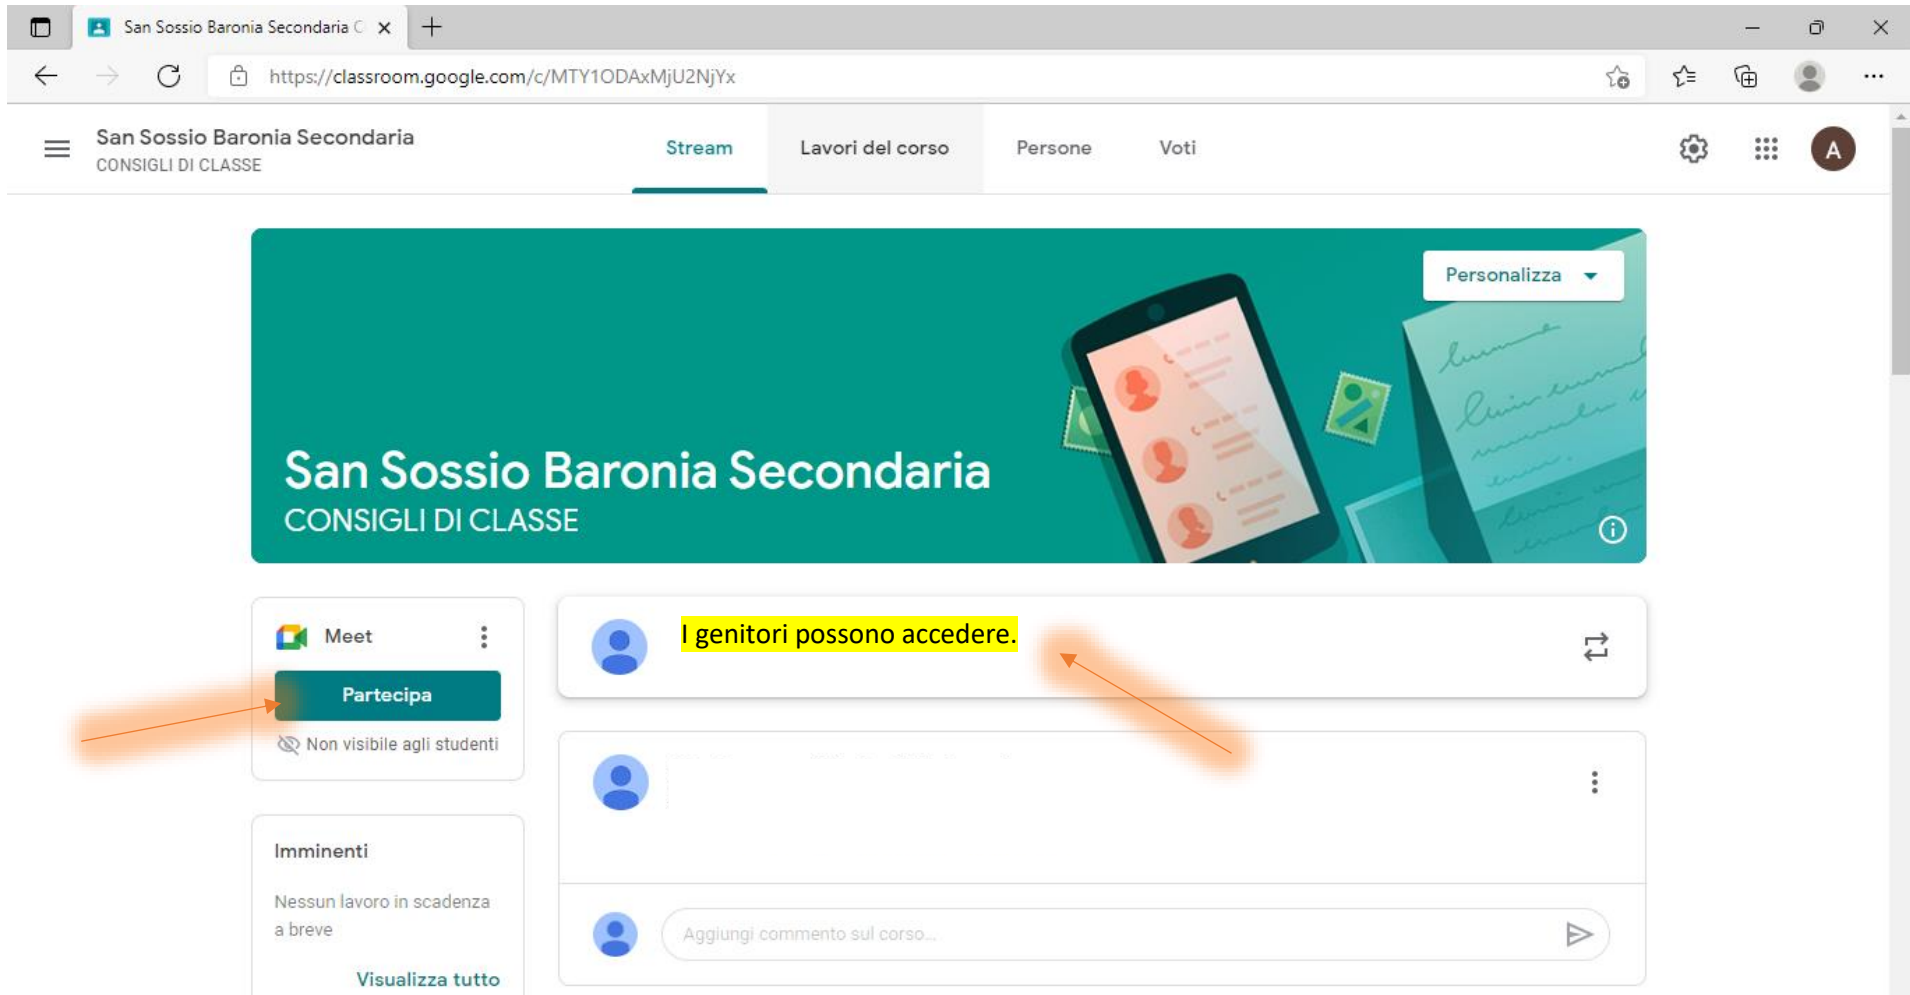 San Sossio Baronia Secondaria C
https://classroom.google.com/c/MTY1ODAxMjU2NjYx
San Sossio Baronia Secondaria
CONSIGLI DI CLASSE
Stream
Lavori del corso
Persone
Voti
A
Personalizza
San Sossio Baronia Secondaria
CONSIGLI DI CLASSE
Meet
Partecipa
Non visibile agli studenti
I genitori possono accedere.
Imminenti
Nessun lavoro in scadenza
a breve
Visualizza tutto
Aggiungi commento sul corso...